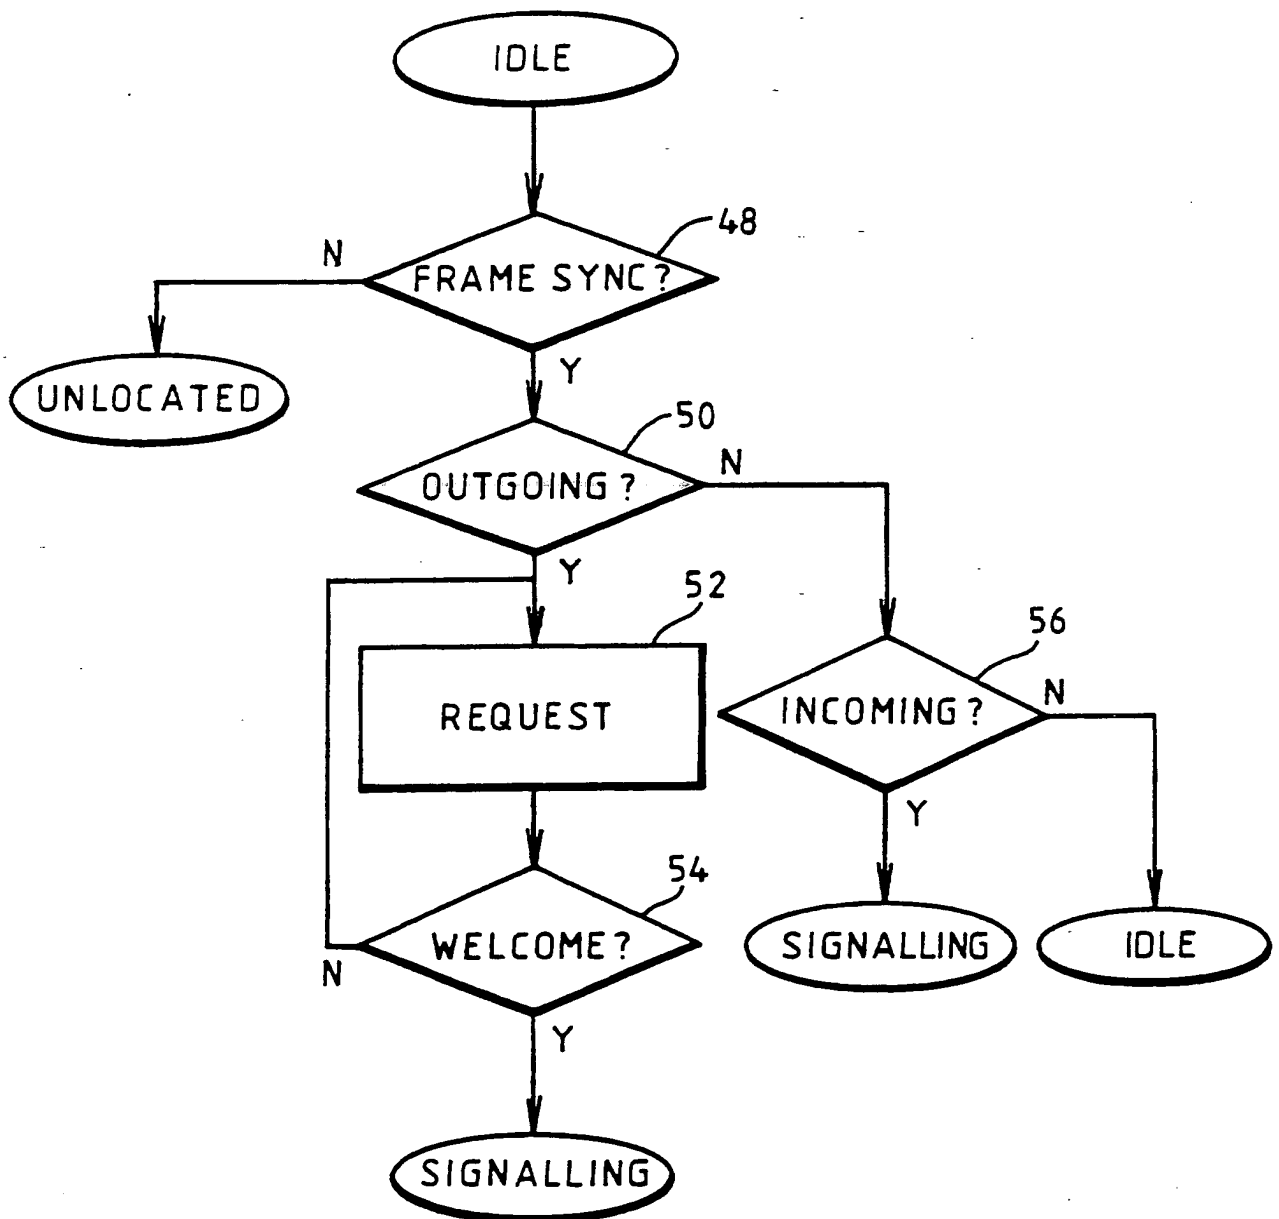 IDLE
48
N
FRAME SYNC?
Y
UNLOCATED
50
N
OUTGOING?
Y
52
56
REQUEST
INCOMING?
N
Y
54
WELCOME?
N
SIGNALLING
IDLE
Y
SIGNALLING